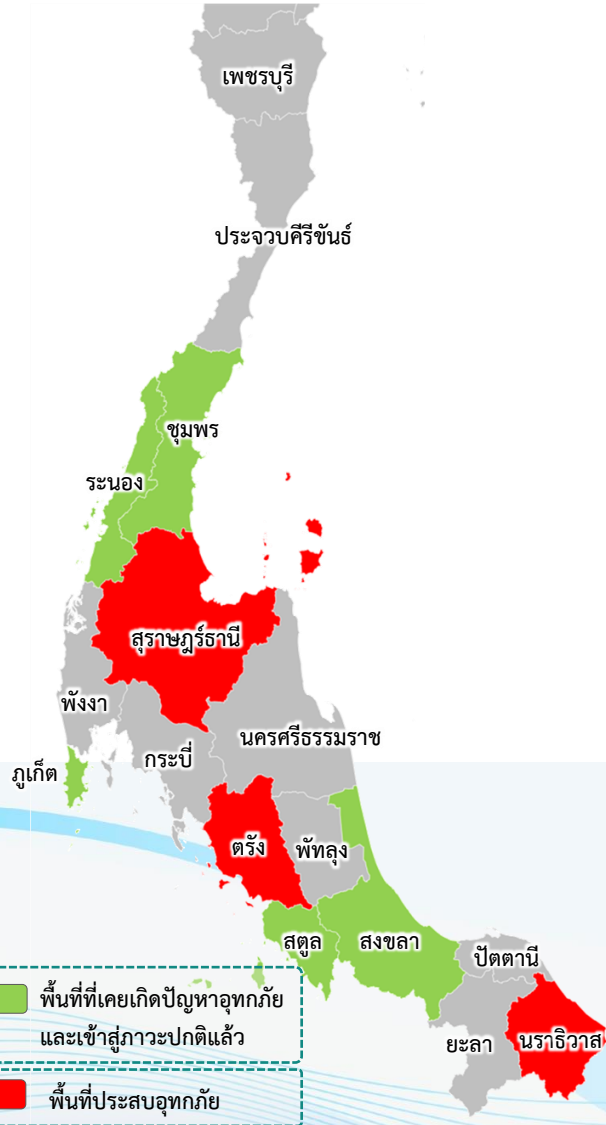 เพชรบุรี
ประจวบคีรีขันธ์
ชุมพร
ระนอง
สุราษฎร์ธานี
พังงา
นครศรีธรรมราช
กระบี่
ภูเก็ต
ตรัง
พัทลุง
สตูล
สงขลา
ปัตตานี
ยะลา
นราธิวาส
พื้นที่ที่เคยเกิดปัญหาอุทกภัย
และเข้าสู่ภาวะปกติแล้ว
พื้นที่ประสบอุทกภัย